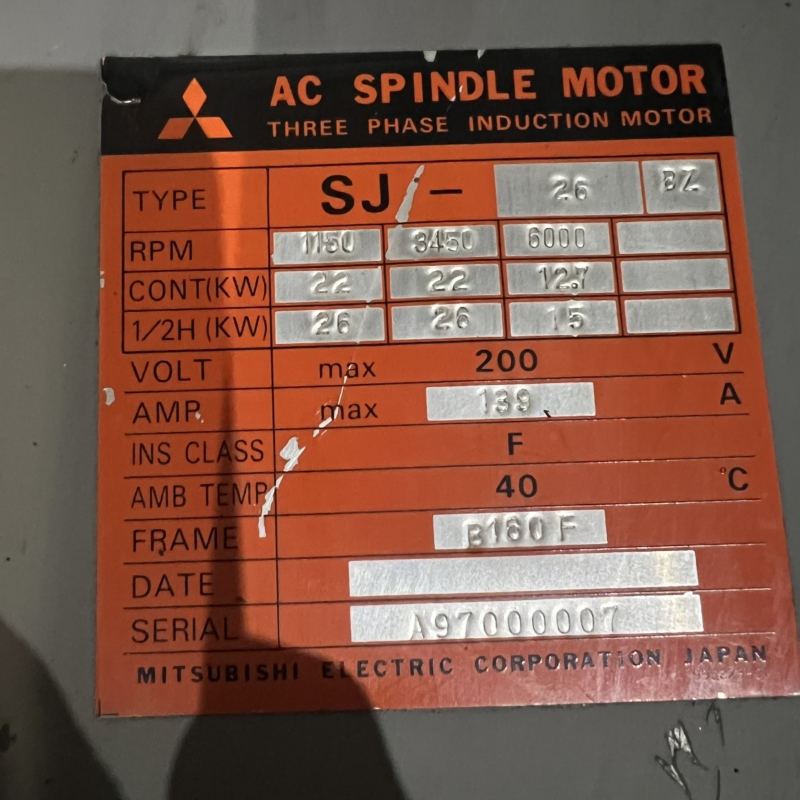 AC SPINDLE MOTOR
THREE PHASE INDUCTION MOTOR
TYPE SJ- 26 BZ
RPM 1150 3450 6000
CONT(KW) 22 22 12.7
1/2H (KW) 26 26 15
VOLT max 200 V
AMP. max 139 A
INS CLASS F
AMB TEMP. 40 °C
FRAME B160F
DATE
SERIAL A97000007
MITSUBISHI ELECTRIC CORPORATION JAPAN